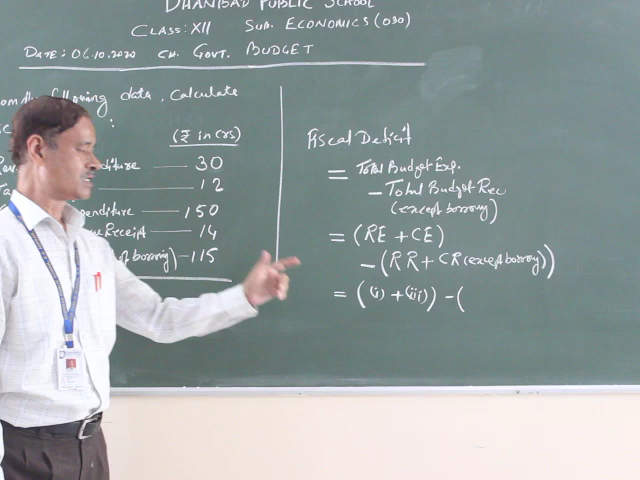 DHANBAD PUBLIC SCHOOL
CLASS: XII SUB. ECONOMICS (030)
DATE: 06.10.2020 CH. GOVT. BUDGET
following data, Calculate
(₹ in Crs)
30
12
150
14
115
Fiscal Deficit
= Total Budget Exp.
- Total Budget Rec
(except borrowing)
= (RE + CE)
- (RR + CR (except borrowing))
= ((i) + (iii)) - (